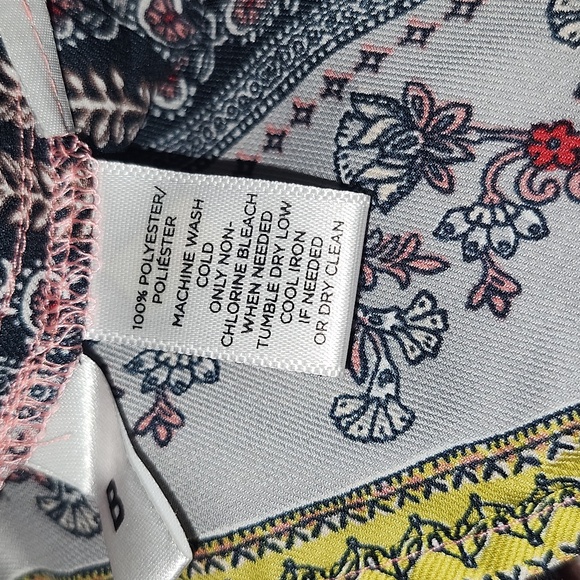 100% POLYESTER/
POLIÉSTER
MACHINE WASH
COLD
ONLY NON-
CHLORINE BLEACH
WHEN NEEDED
TUMBLE DRY LOW
COOL IRON
IF NEEDED
OR DRY CLEAN
B